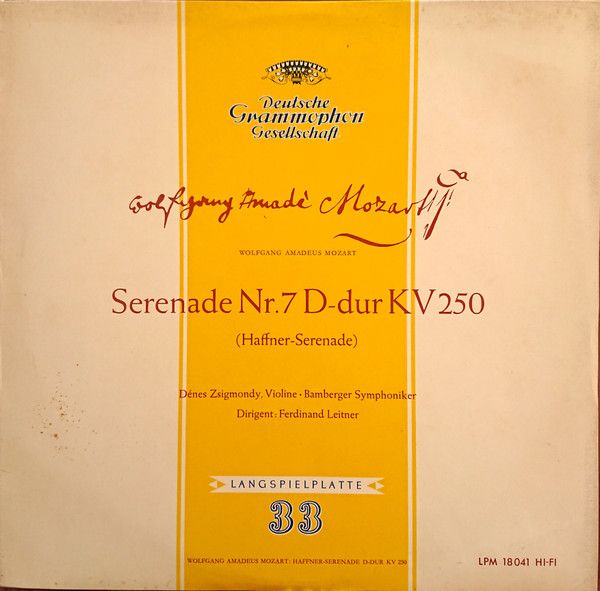 Deutsche
Grammophon
Gesellschaft
Wolfgang Amadè Mozart
WOLFGANG AMADEUS MOZART
Serenade Nr. 7 D-dur KV 250
(Haffner-Serenade)
Dénes Zsigmondy, Violine · Bamberger Symphoniker
Dirigent: Ferdinand Leitner
LANGSPIELPLATTE
33
WOLFGANG AMADEUS MOZART: HAFFNER-SERENADE D-DUR KV 250
LPM 18041 HI-FI